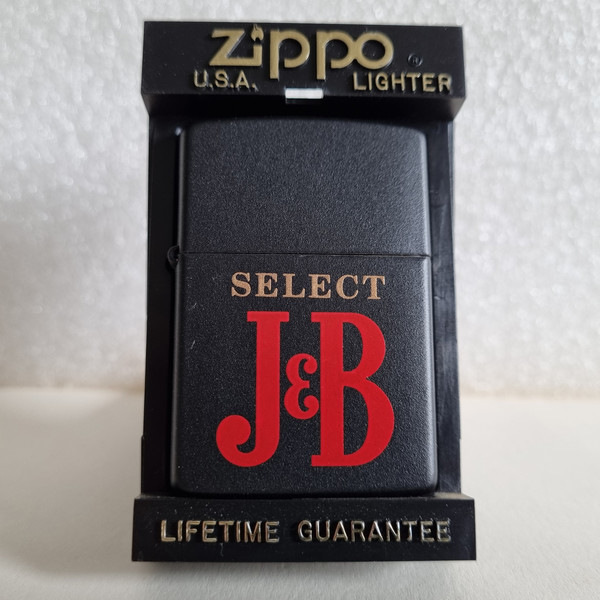 Zippo ®
U.S.A. LIGHTER
SELECT
J&B
LIFETIME GUARANTEE